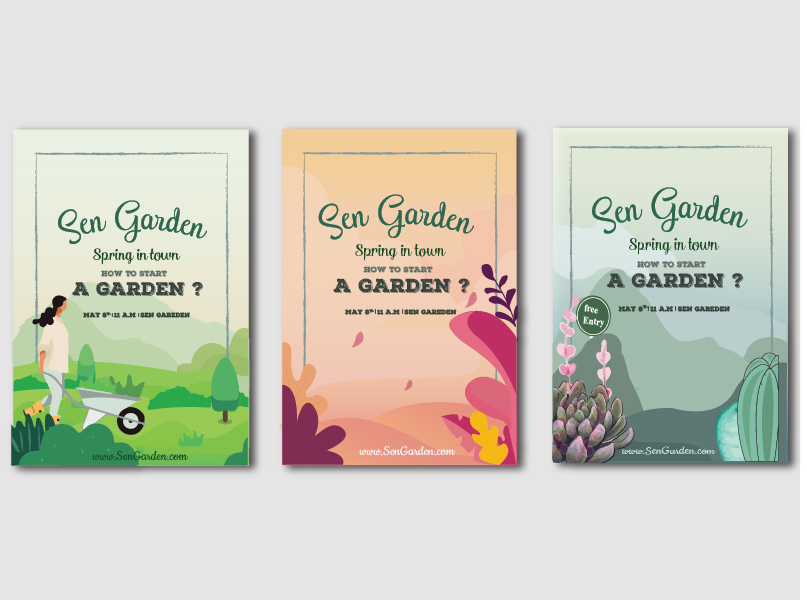 Sen Garden
Spring in town
HOW TO START
A GARDEN ?
MAY 8th | 11 A.M | SEN GAREDEN
www.SenGarden.com
Sen Garden
Spring in town
HOW TO START
A GARDEN ?
MAY 8th | 11 A.M | SEN GAREDEN
www.SenGarden.com
Sen Garden
Spring in town
HOW TO START
A GARDEN ?
MAY 8th | 11 A.M | SEN GAREDEN
free
Entry
www.SenGarden.com